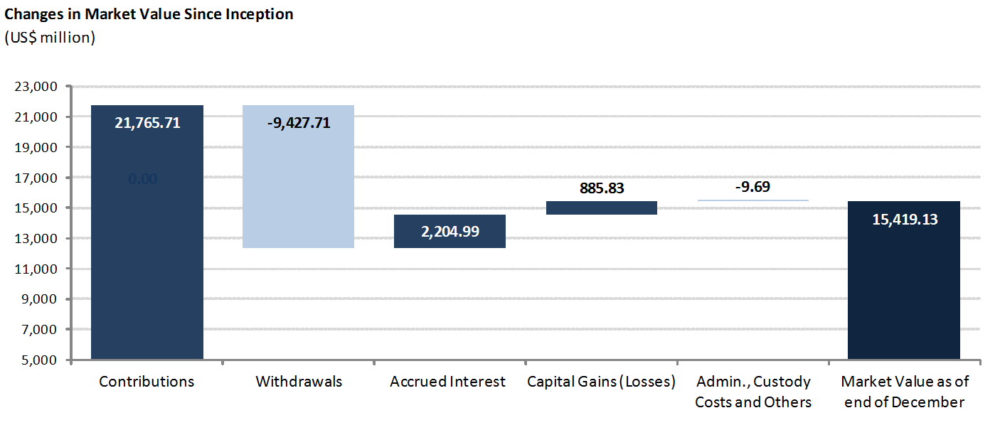 Changes in Market Value Since Inception
(US$ million)
23,000
21,000
19,000
17,000
15,000
13,000
11,000
9,000
7,000
5,000
21,765.71
0.00
-9,427.71
2,204.99
885.83
-9.69
15,419.13
Contributions
Withdrawals
Accrued Interest
Capital Gains (Losses)
Admin., Custody
Costs and Others
Market Value as of
end of December